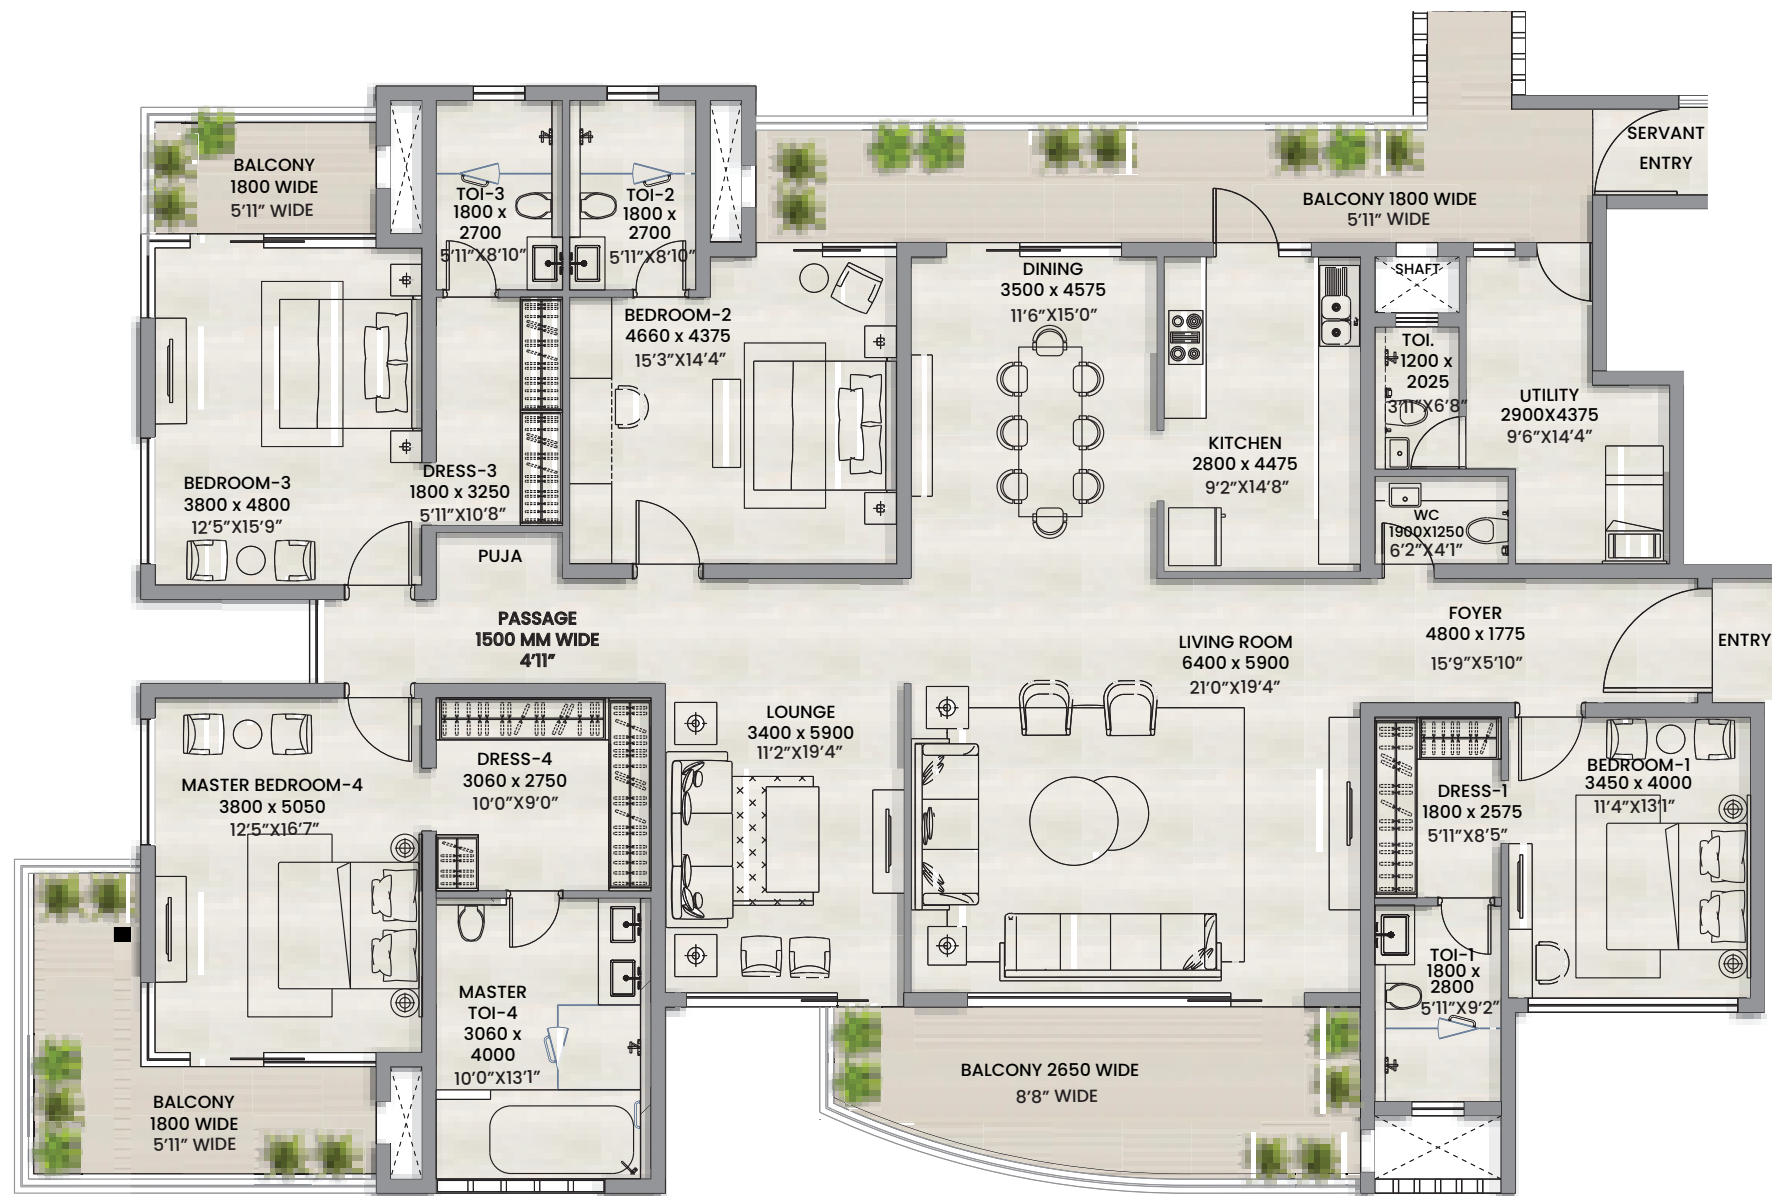 SERVANT
ENTRY
BALCONY
1800 WIDE
5'11" WIDE
TOI-3
1800 x
2700
5'11"X8'10"
TOI-2
1800 x
2700
5'11"X8'10"
BALCONY 1800 WIDE
5'11" WIDE
BEDROOM-2
4660 x 4375
15'3"X14'4"
DINING
3500 x 4575
11'6"X15'0"
SHAFT
TOI.
1200 x
2025
3'11"X6'8"
UTILITY
2900X4375
9'6"X14'4"
KITCHEN
2800 x 4475
9'2"X14'8"
BEDROOM-3
3800 x 4800
12'5"X15'9"
DRESS-3
1800 x 3250
5'11"X10'8"
WC
1900X1250
6'2"X4'1"
PUJA
PASSAGE
1500 MM WIDE
4'11"
LIVING ROOM
6400 x 5900
21'0"X19'4"
FOYER
4800 x 1775
15'9"X5'10"
ENTRY
MASTER BEDROOM-4
3800 x 5050
12'5"X16'7"
DRESS-4
3060 x 2750
10'0"X9'0"
LOUNGE
3400 x 5900
11'2"X19'4"
DRESS-1
1800 x 2575
5'11"X8'5"
BEDROOM-1
3450 x 4000
11'4"X13'1"
MASTER
TOI-4
3060 x
4000
10'0"X13'1"
TOI-1
1800 x
2800
5'11"X9'2"
BALCONY
1800 WIDE
5'11" WIDE
BALCONY 2650 WIDE
8'8" WIDE